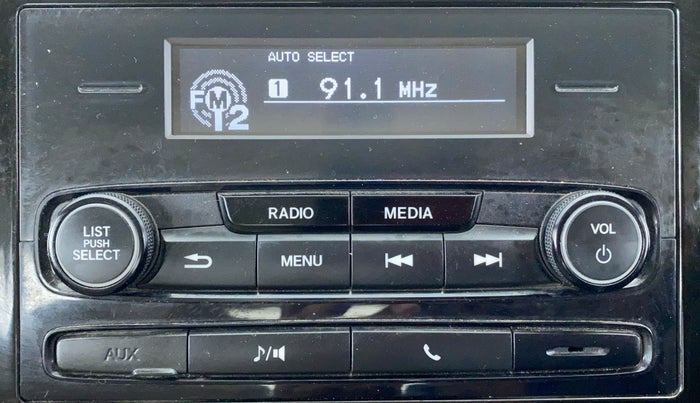 AUTO SELECT
FM 12
1 91.1 MHz
RADIO MEDIA
LIST
PUSH
SELECT
MENU
VOL
AUX